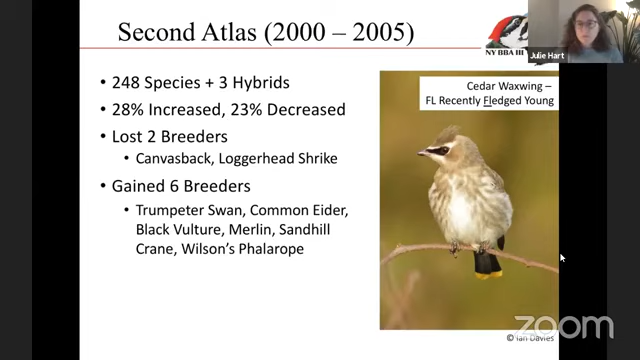 Second Atlas (2000 – 2005)
NY BBA III
Julie Hart
• 248 Species + 3 Hybrids
• 28% Increased, 23% Decreased
• Lost 2 Breeders
• Canvasback, Loggerhead Shrike
• Gained 6 Breeders
• Trumpeter Swan, Common Eider,
Black Vulture, Merlin, Sandhill
Crane, Wilson's Phalarope
Cedar Waxwing –
FL Recently Fledged Young
© Ian Davies
zoom